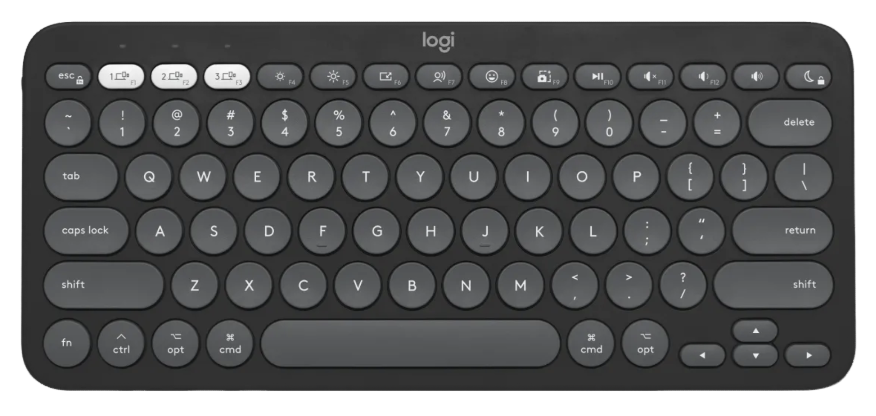 logi
esc 1 F1 2 F2 3 F3 F4 F5 F6 F7 F8 F9 F10 F11 F12
~ ! @ # $ % ^ & * ( ) _ +
` 1 2 3 4 5 6 7 8 9 0 - = delete
tab Q W E R T Y U I O P { } |
[ ] \
caps lock A S D F G H J K L : “ return
; ‘
shift Z X C V B N M < > ? shift
, . /
fn ^ ⌥ ⌘ ⌘ ⌥ ▲
ctrl opt cmd cmd opt ◀ ▼ ▶